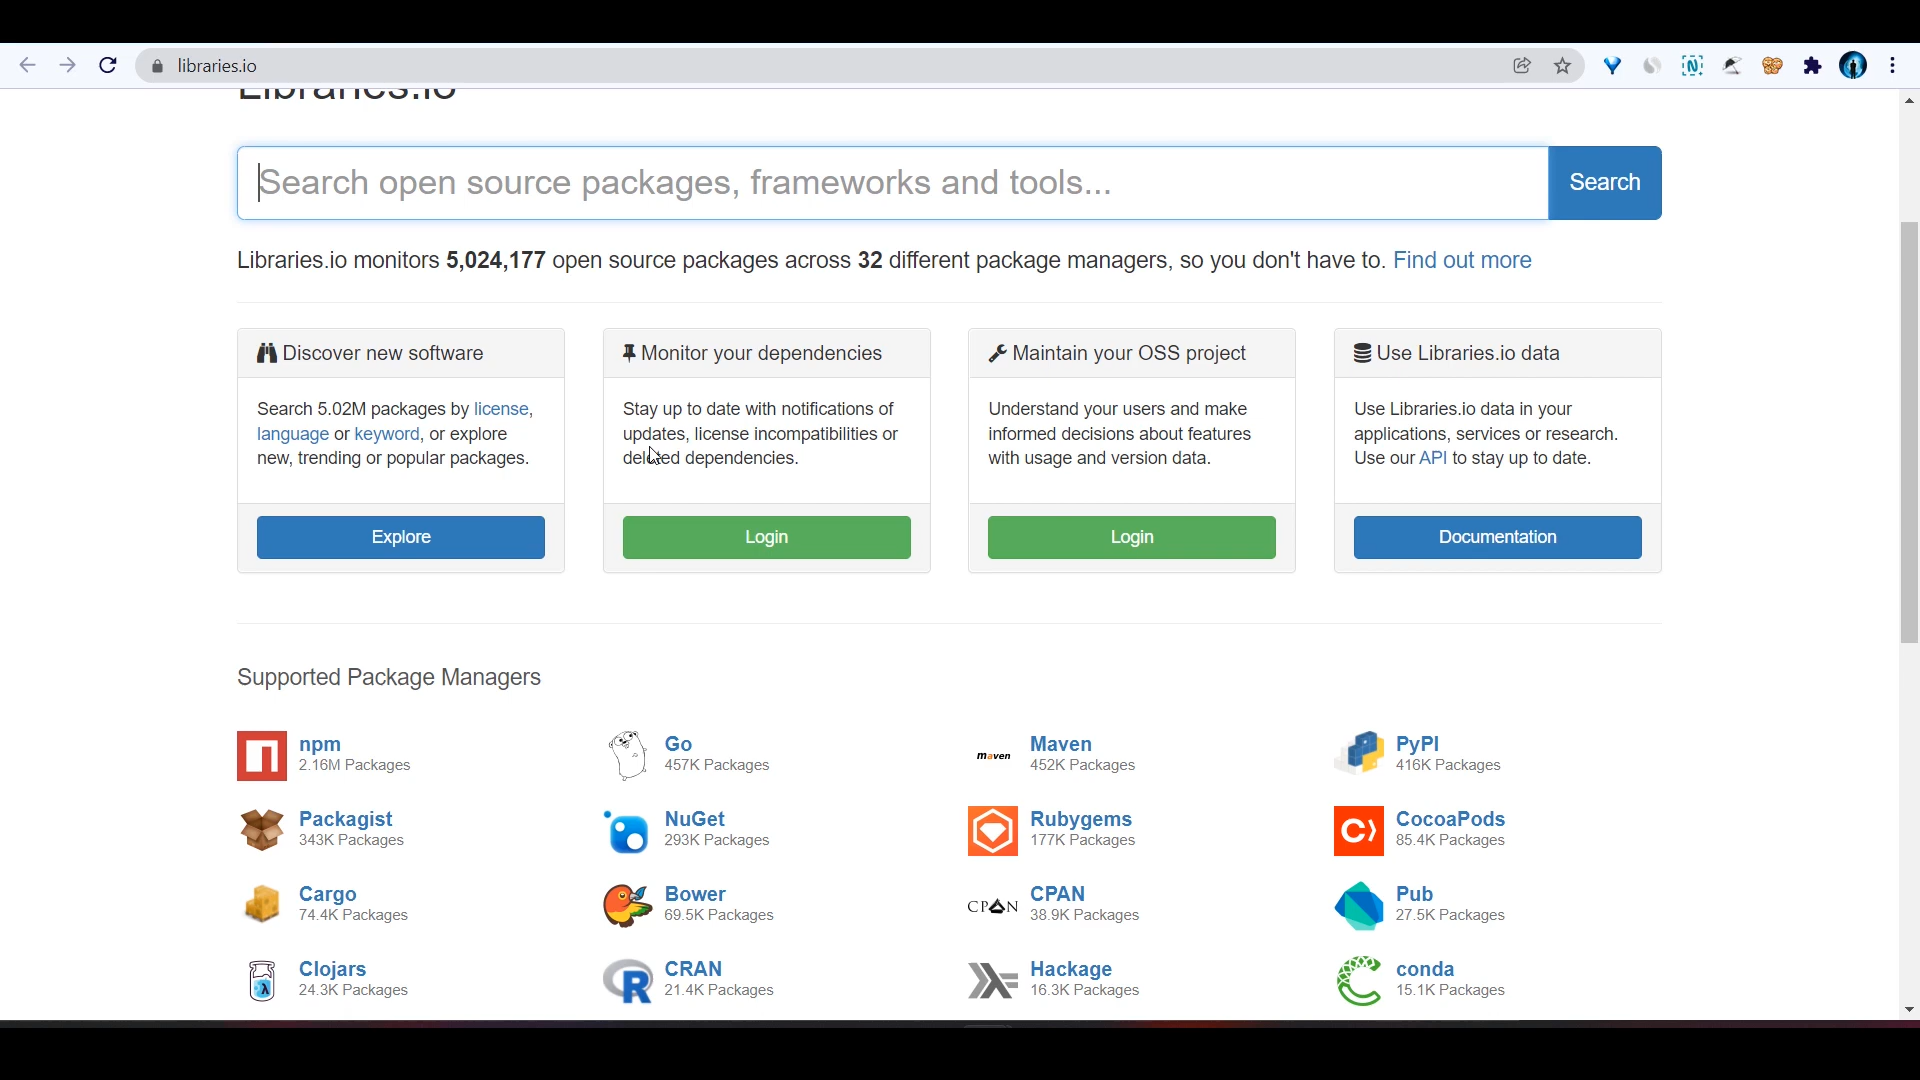 libraries.io
Libraries.io
Search open source packages, frameworks and tools...
Search
Libraries.io monitors 5,024,177 open source packages across 32 different package managers, so you don't have to. Find out more
Discover new software
Search 5.02M packages by license,
language or keyword, or explore
new, trending or popular packages.
Explore
Monitor your dependencies
Stay up to date with notifications of
updates, license incompatibilities or
deleted dependencies.
Login
Maintain your OSS project
Understand your users and make
informed decisions about features
with usage and version data.
Login
Use Libraries.io data
Use Libraries.io data in your
applications, services or research.
Use our API to stay up to date.
Documentation
Supported Package Managers
npm
2.16M Packages
Go
457K Packages
maven
Maven
452K Packages
PyPI
416K Packages
Packagist
343K Packages
NuGet
293K Packages
Rubygems
177K Packages
CocoaPods
85.4K Packages
Cargo
74.4K Packages
Bower
69.5K Packages
CPAN
CPAN
38.9K Packages
Pub
27.5K Packages
Clojars
24.3K Packages
CRAN
21.4K Packages
Hackage
16.3K Packages
conda
15.1K Packages